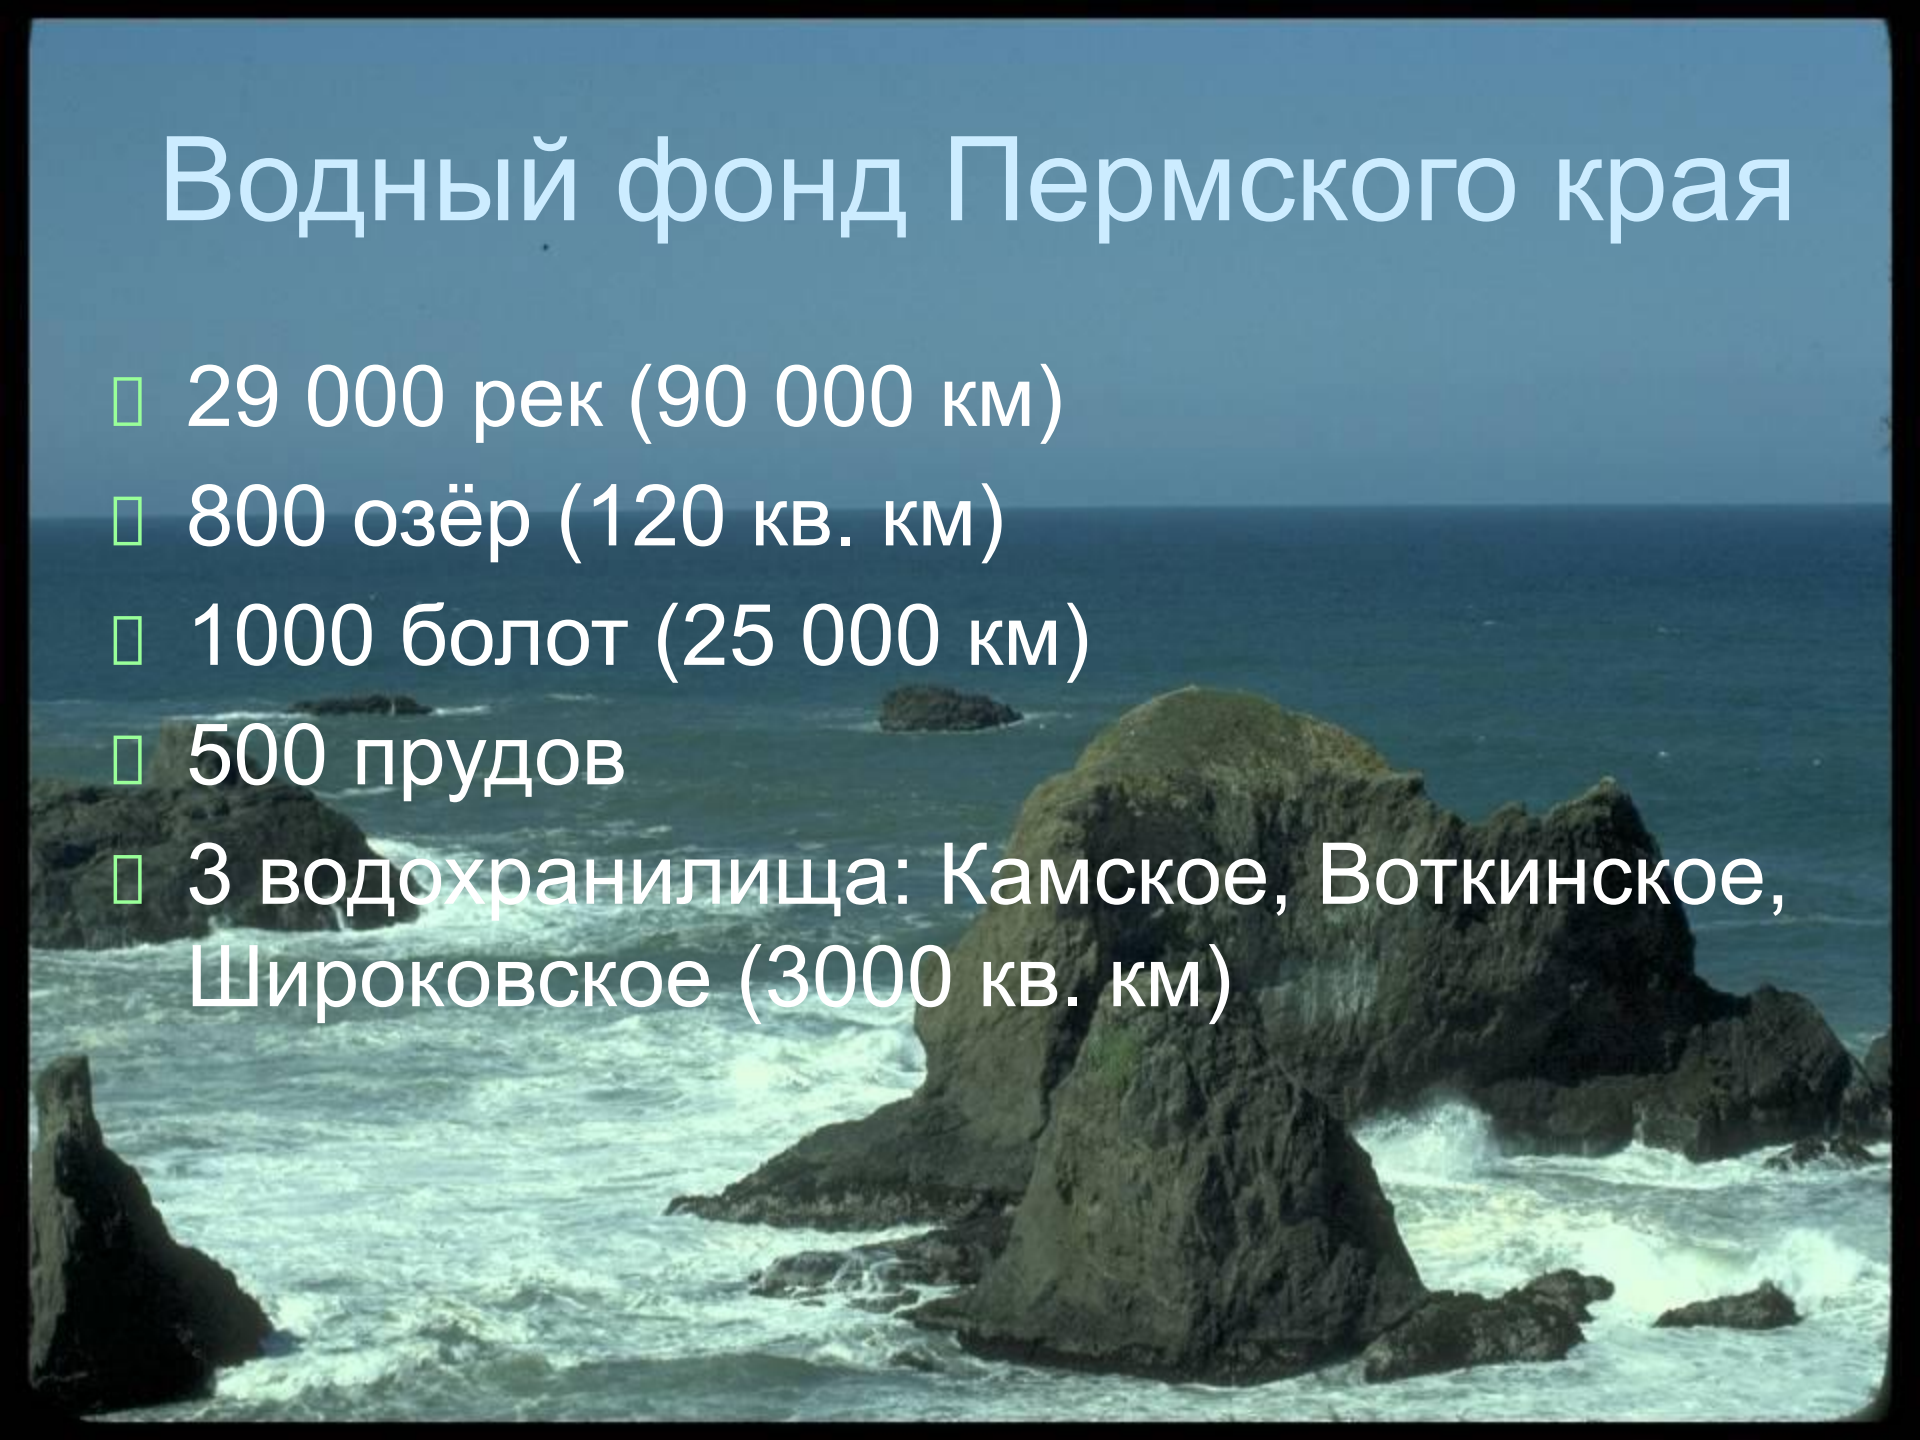 Водный фонд Пермского края
29 000 рек (90 000 км)
800 озёр (120 кв. км)
1000 болот (25 000 км)
500 прудов
3 водохранилища: Камское, Воткинское,
Широковское (3000 кв. км)